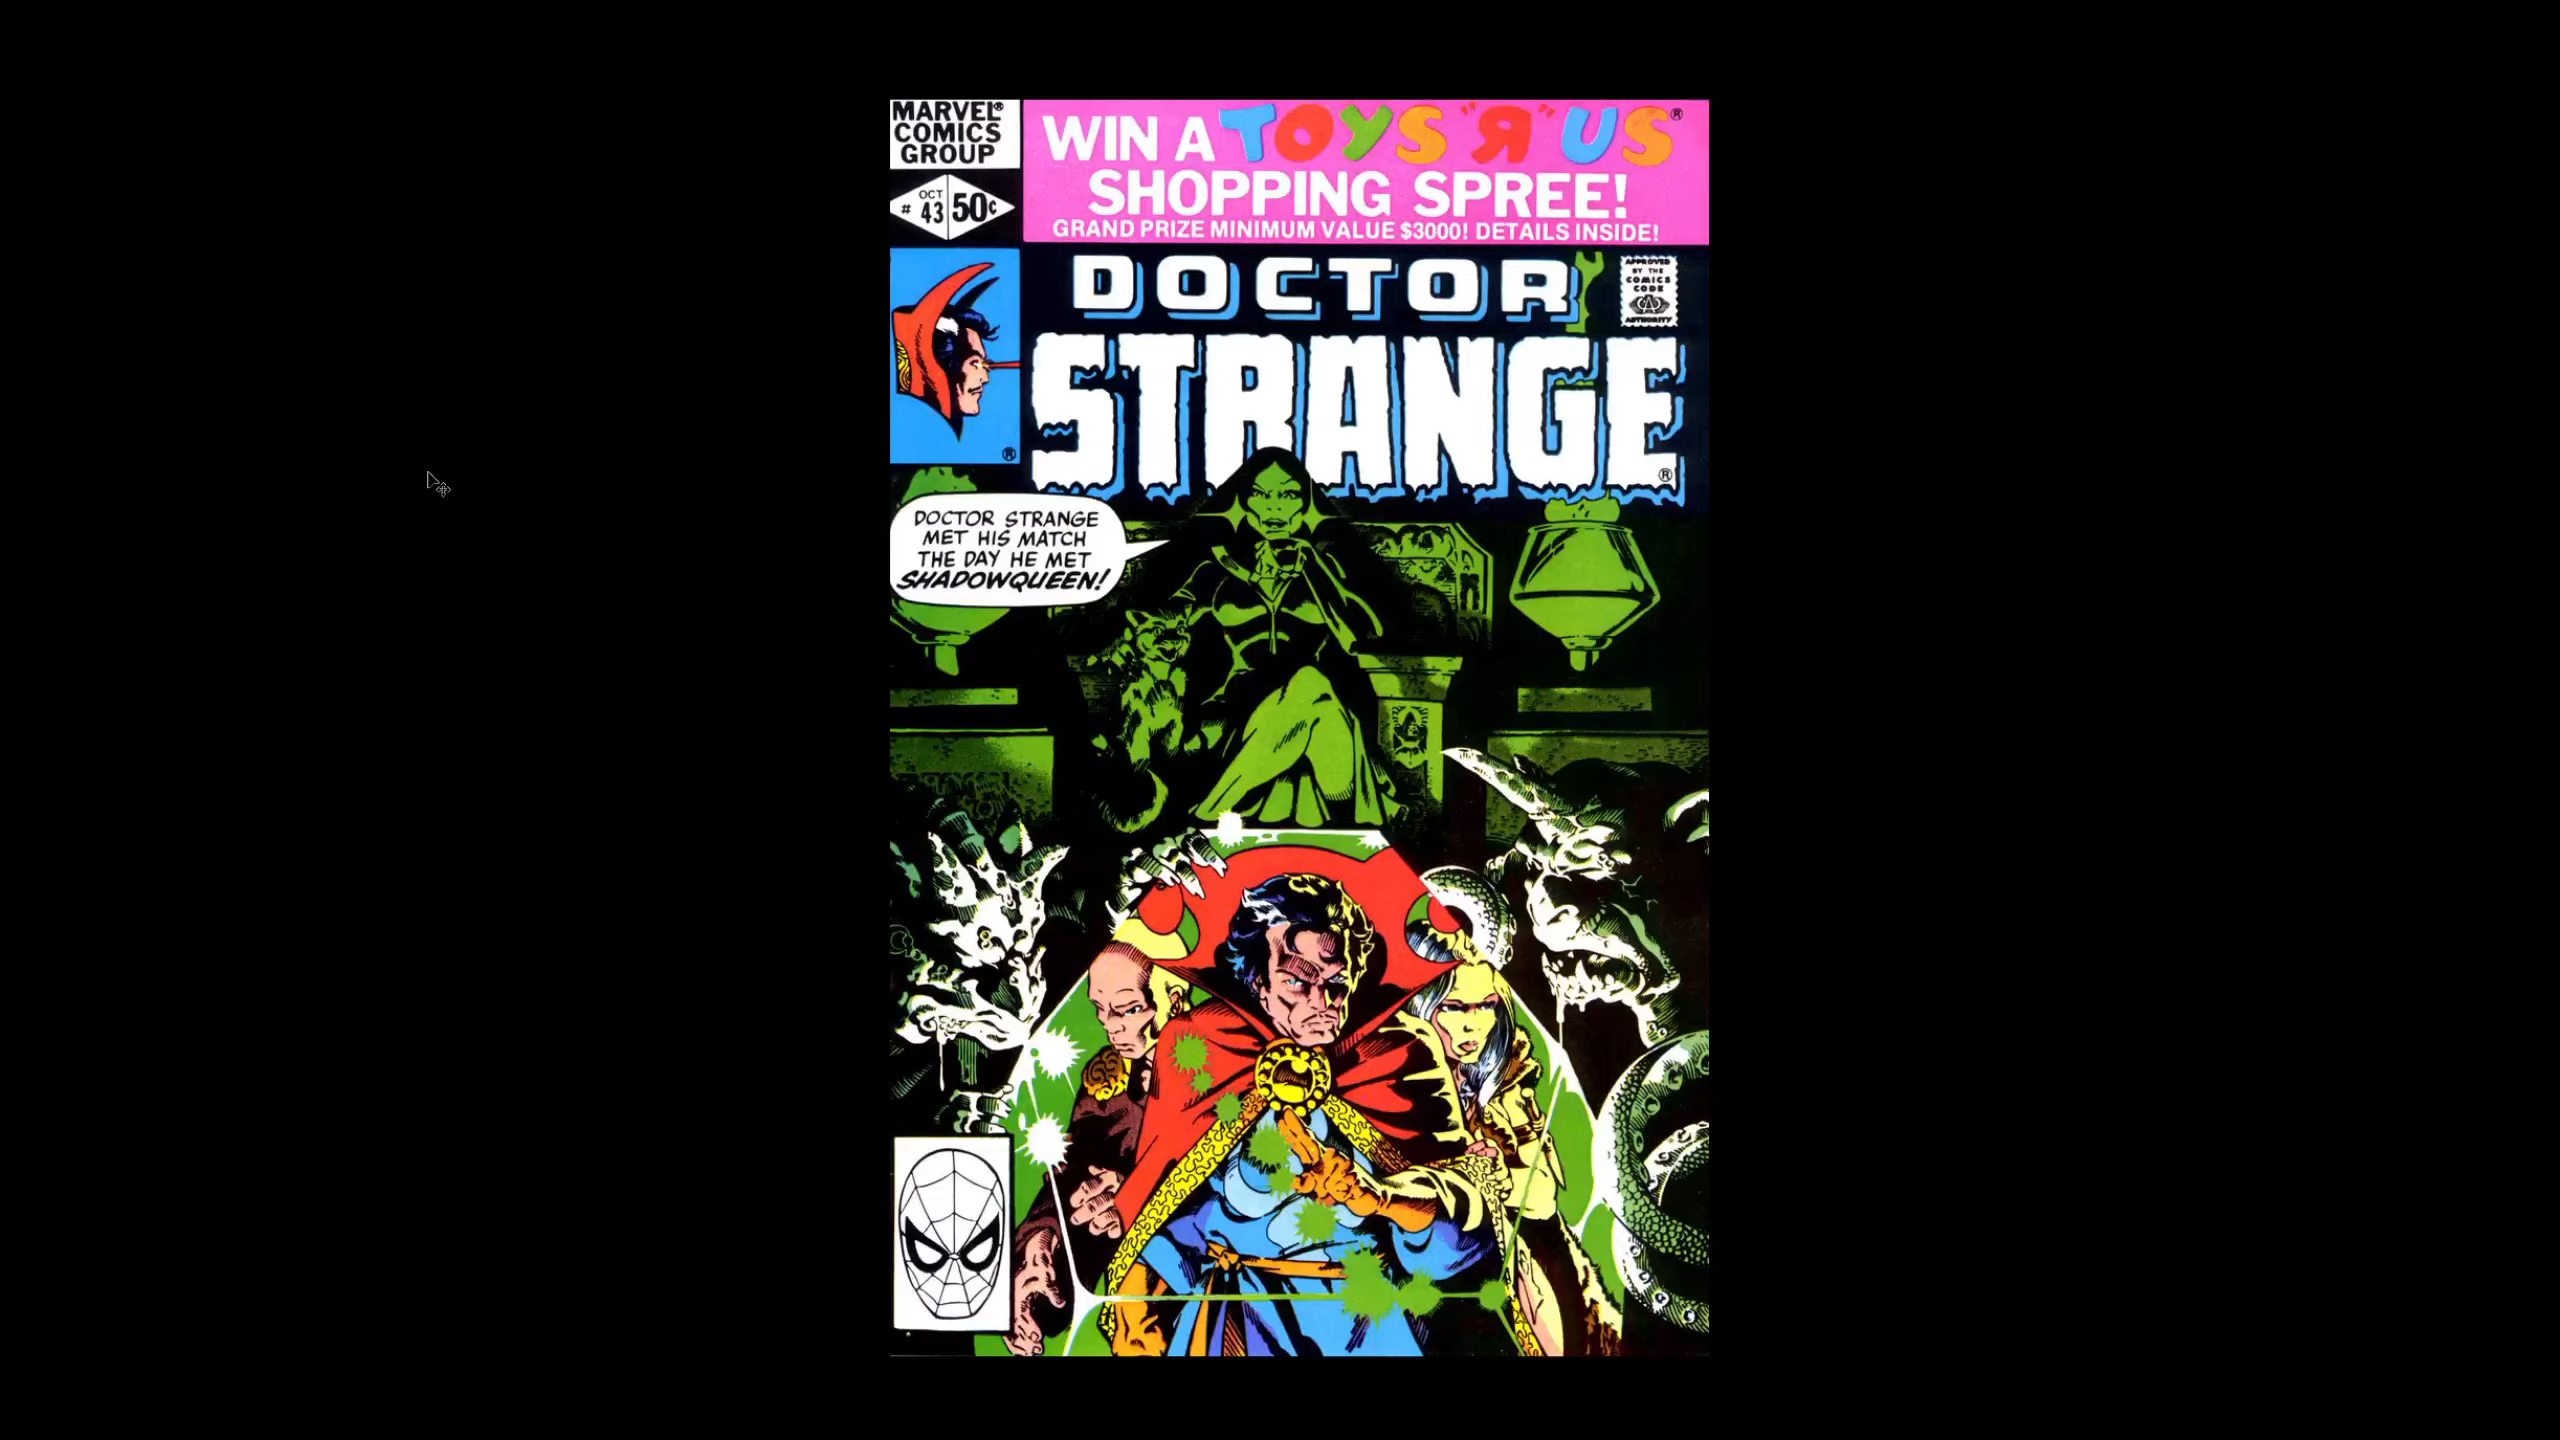 MARVEL®
COMICS
GROUP
OCT
# 43
50¢
WIN A TOYS "Я" US®
SHOPPING SPREE!
GRAND PRIZE MINIMUM VALUE $3000! DETAILS INSIDE!
DOCTOR
STRANGE
®
APPROVED
BY THE
COMICS
CODE
CA
AUTHORITY
®
DOCTOR STRANGE
MET HIS MATCH
THE DAY HE MET
SHADOWQUEEN!